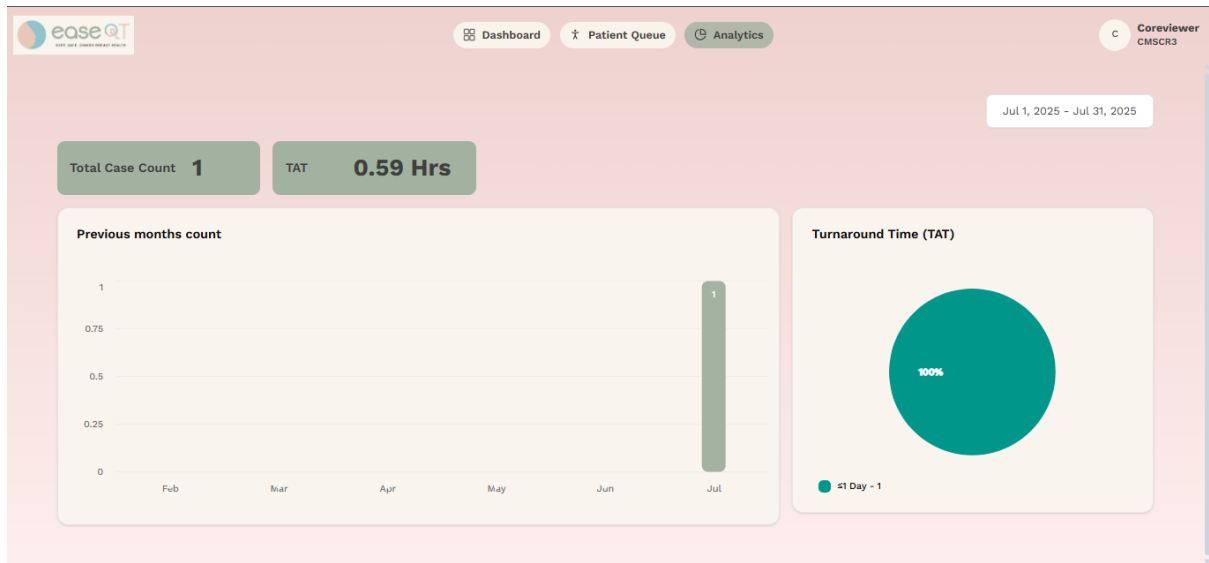 ease QT
Dashboard
Patient Queue
Analytics
C
Coreviewer
CMSCR3
Jul 1, 2025 - Jul 31, 2025
Total Case Count 1
TAT 0.59 Hrs
Previous months count
1
0.75
0.5
0.25
0
1
Feb Mar Apr May Jun Jul
Turnaround Time (TAT)
100%
≤1 Day - 1